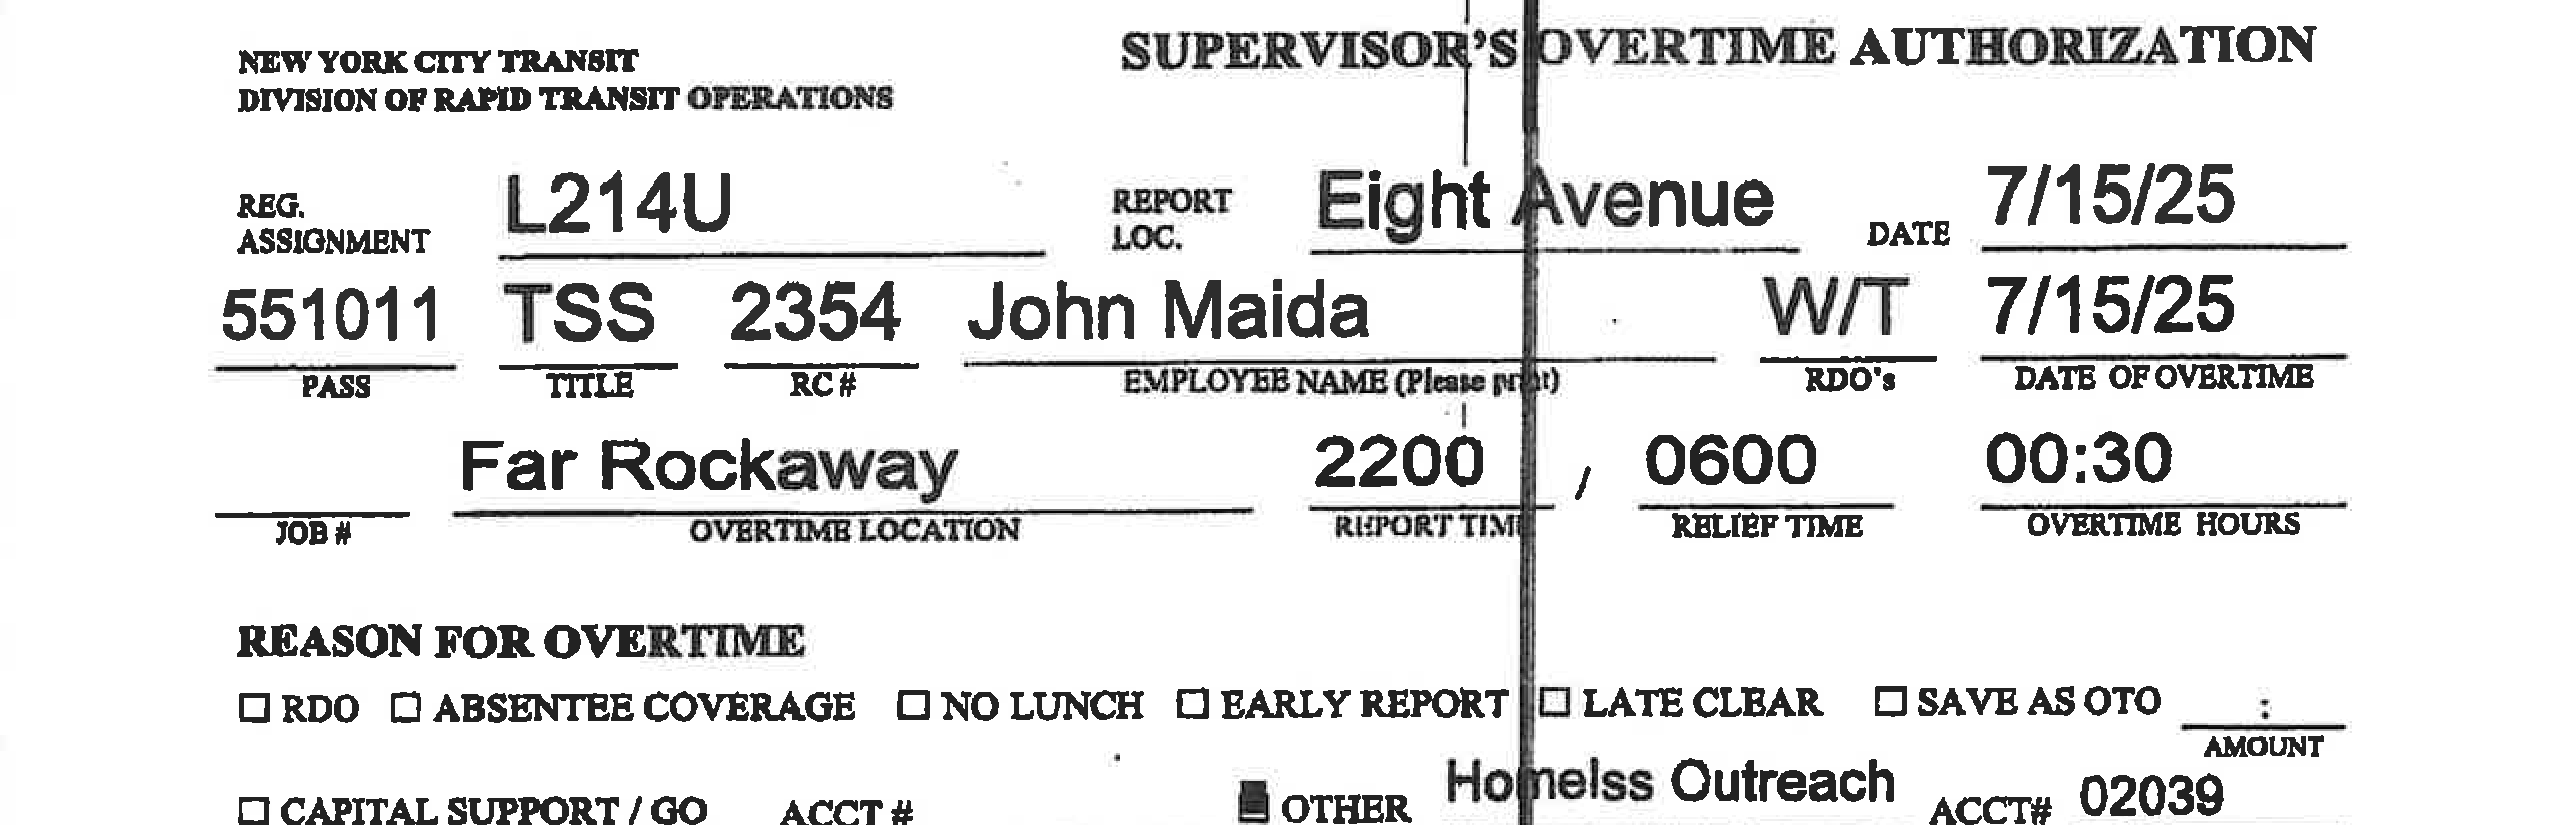 SUPERVISOR'S OVERTIME AUTHORIZATION
NEW YORK CITY TRANSIT
DIVISION OF RAPID TRANSIT OPERATIONS
REG. ASSIGNMENT L214U REPORT LOC. Eight Avenue DATE 7/15/25
551011 TSS 2354 John Maida W/T 7/15/25
PASS TITLE RC # EMPLOYEE NAME (Please print) RDO's DATE OF OVERTIME
Far Rockaway 2200 / 0600 00:30
JOB # OVERTIME LOCATION REPORT TIME RELIEF TIME OVERTIME HOURS
REASON FOR OVERTIME
☐ RDO ☐ ABSENTEE COVERAGE ☐ NO LUNCH ☐ EARLY REPORT ☐ LATE CLEAR ☐ SAVE AS OTO :
AMOUNT
☐ CAPITAL SUPPORT / GO ACCT # ■ OTHER Homelss Outreach ACCT# 02039